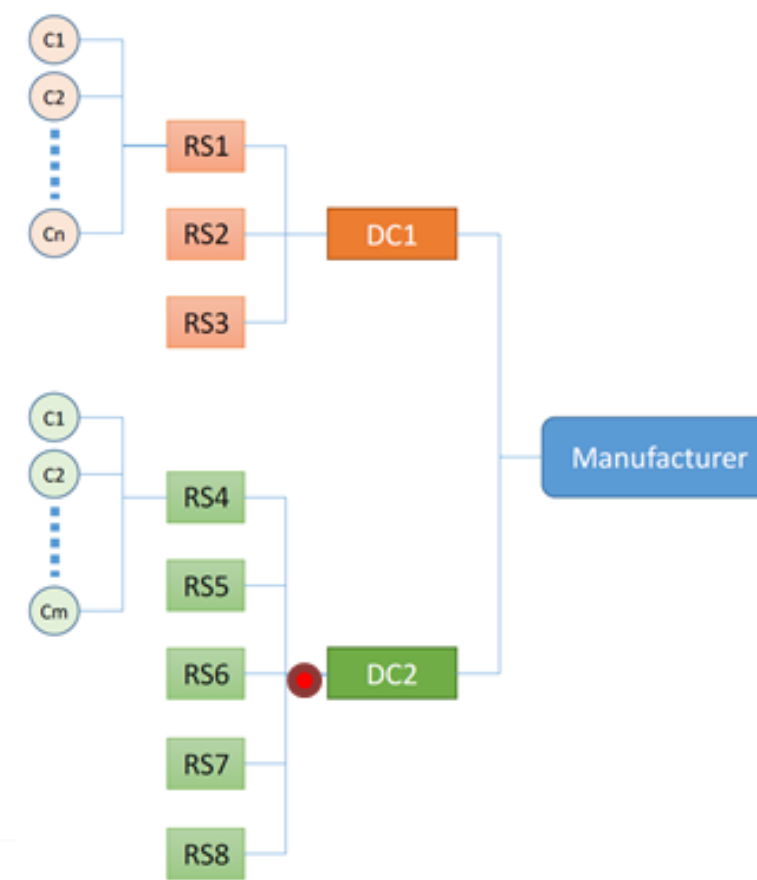 C1
C2
Cn
RS1
RS2
RS3
DC1
C1
C2
Cm
RS4
RS5
RS6
RS7
RS8
DC2
Manufacturer